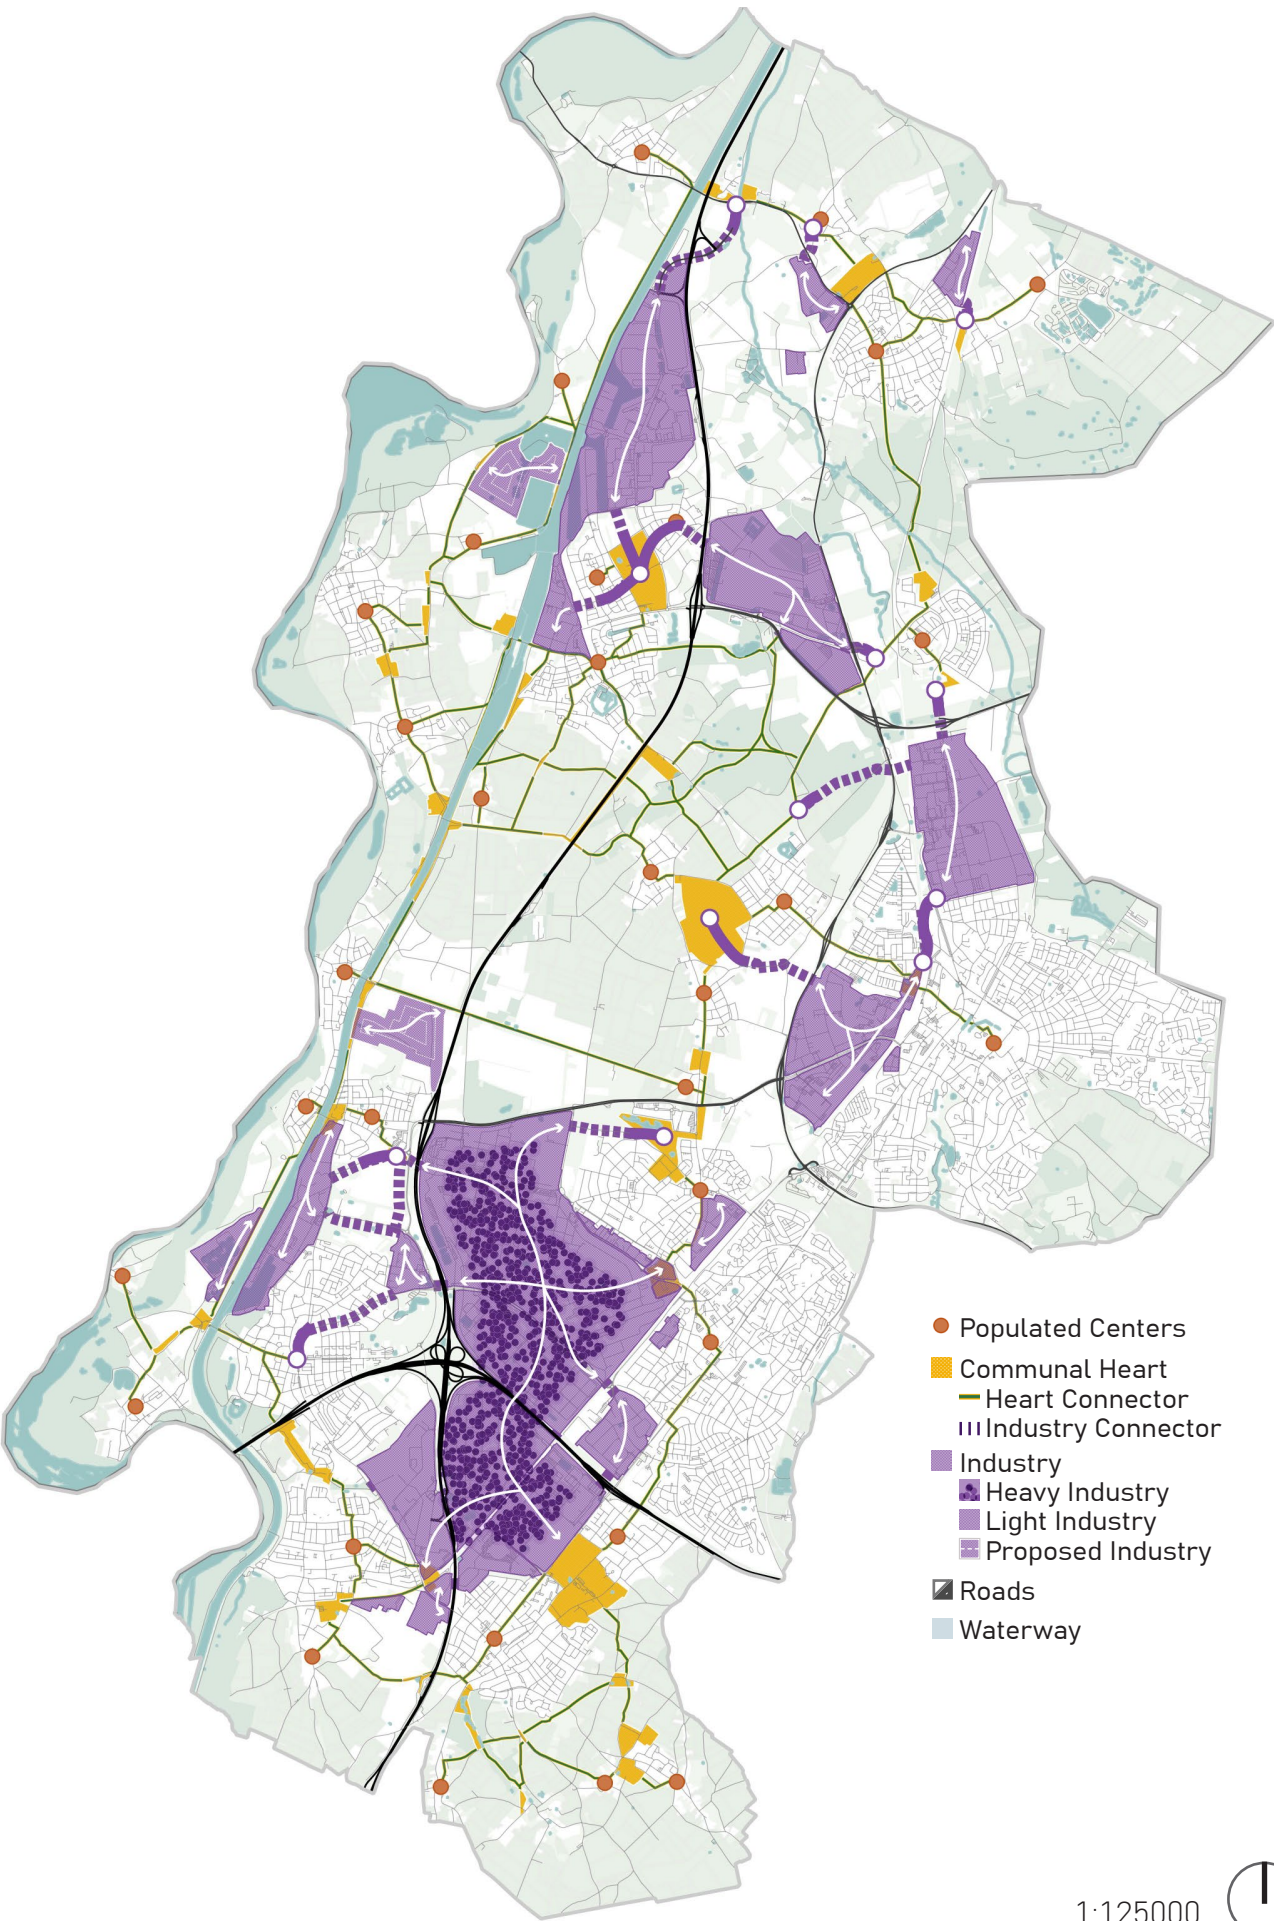 Populated Centers
Communal Heart
Heart Connector
Industry Connector
Industry
Heavy Industry
Light Industry
Proposed Industry
Roads
Waterway
1:125000